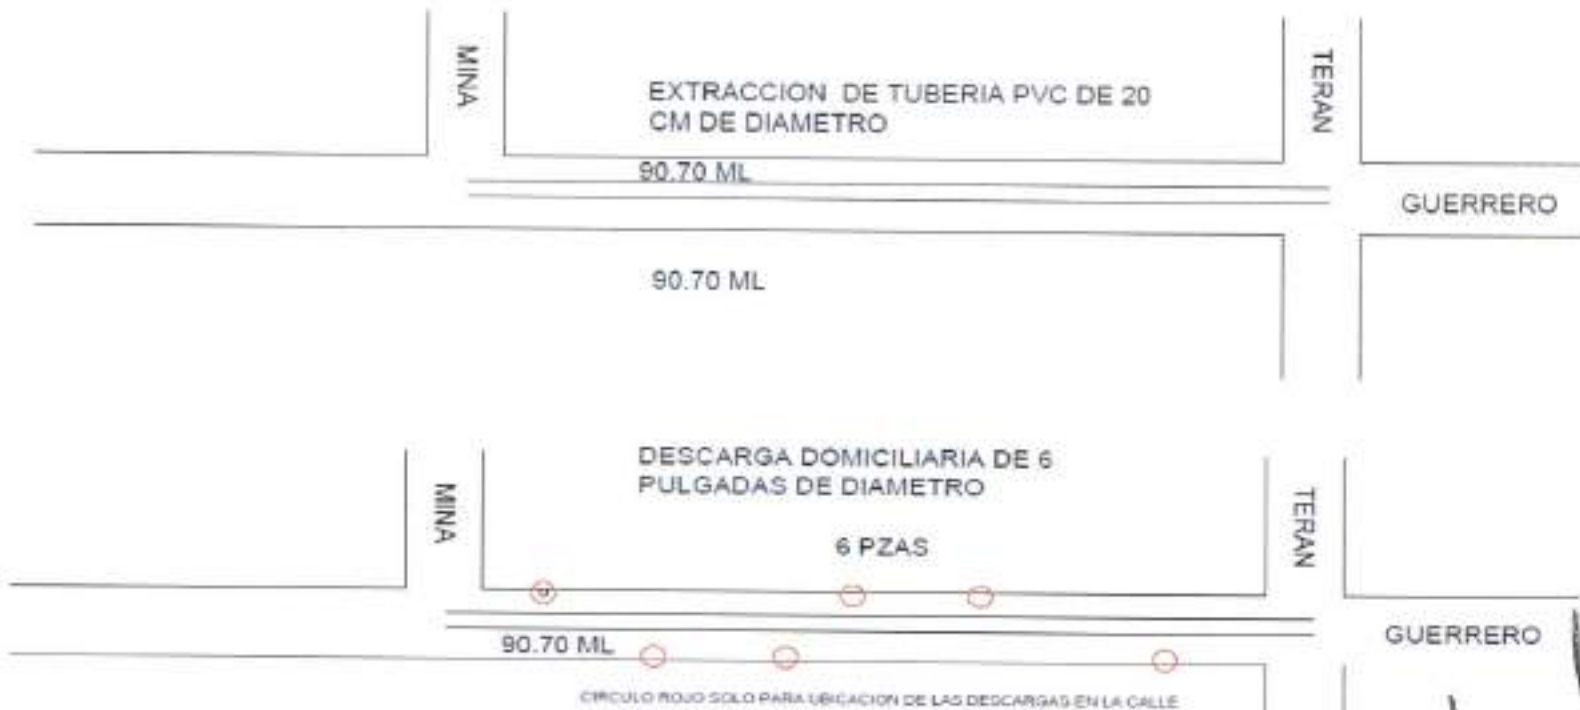 MINA
TERAN
EXTRACCION DE TUBERIA PVC DE 20
CM DE DIAMETRO
90.70 ML
GUERRERO
90.70 ML
DESCARGA DOMICILIARIA DE 6
PULGADAS DE DIAMETRO
MINA
TERAN
6 PZAS
90.70 ML
GUERRERO
CIRCULO ROJO SOLO PARA UBICACION DE LAS DESCARGAS EN LA CALLE